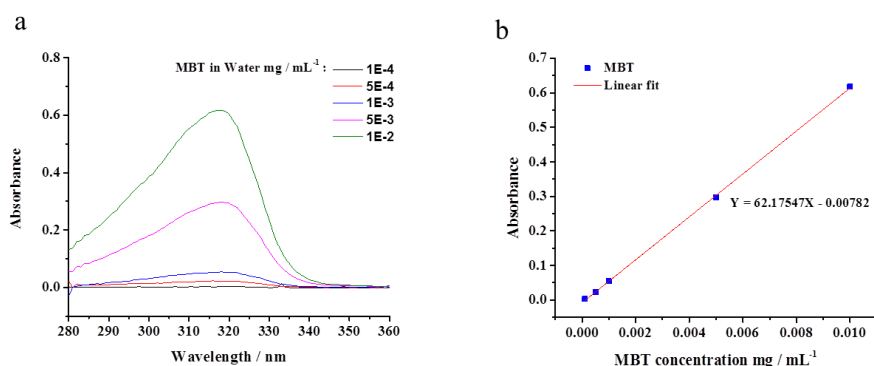 a
MBT in Water mg / mL⁻¹ :
1E-4
5E-4
1E-3
5E-3
1E-2
0.8
0.6
0.4
0.2
0.0
Absorbance
280 290 300 310 320 330 340 350 360
Wavelength / nm
b
MBT
Linear fit
Y = 62.17547X - 0.00782
0.7
0.6
0.5
0.4
0.3
0.2
0.1
0.0
Absorbance
0.000 0.002 0.004 0.006 0.008 0.010
MBT concentration mg / mL⁻¹